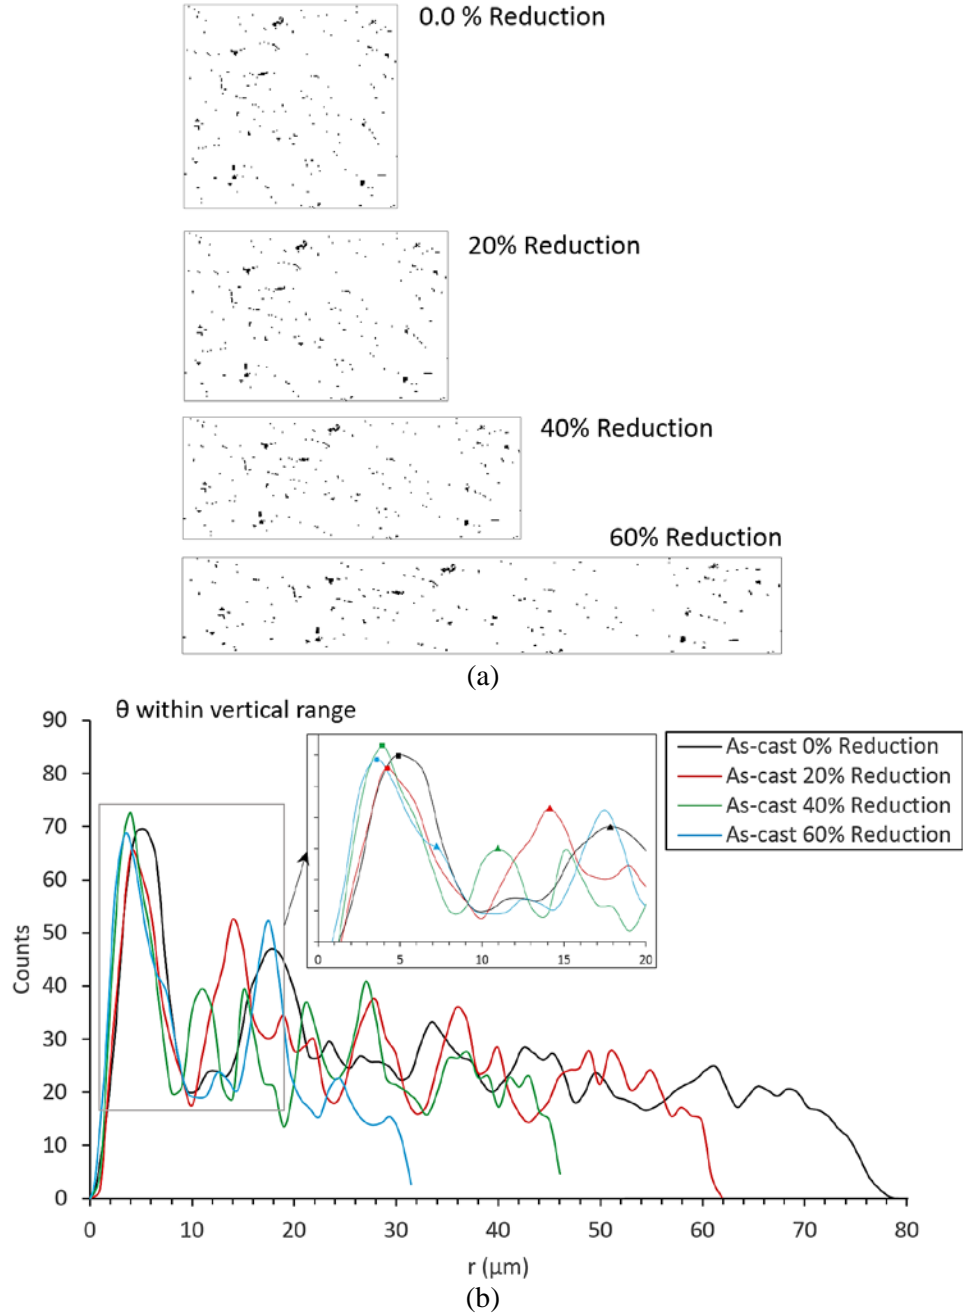 0.0 % Reduction
20% Reduction
40% Reduction
60% Reduction
(a)
θ within vertical range
90
80
70
60
50
40
30
20
10
0
Counts
0 10 20 30 40 50 60 70 80
r (μm)
0 5 10 15 20
As-cast 0% Reduction
As-cast 20% Reduction
As-cast 40% Reduction
As-cast 60% Reduction
(b)